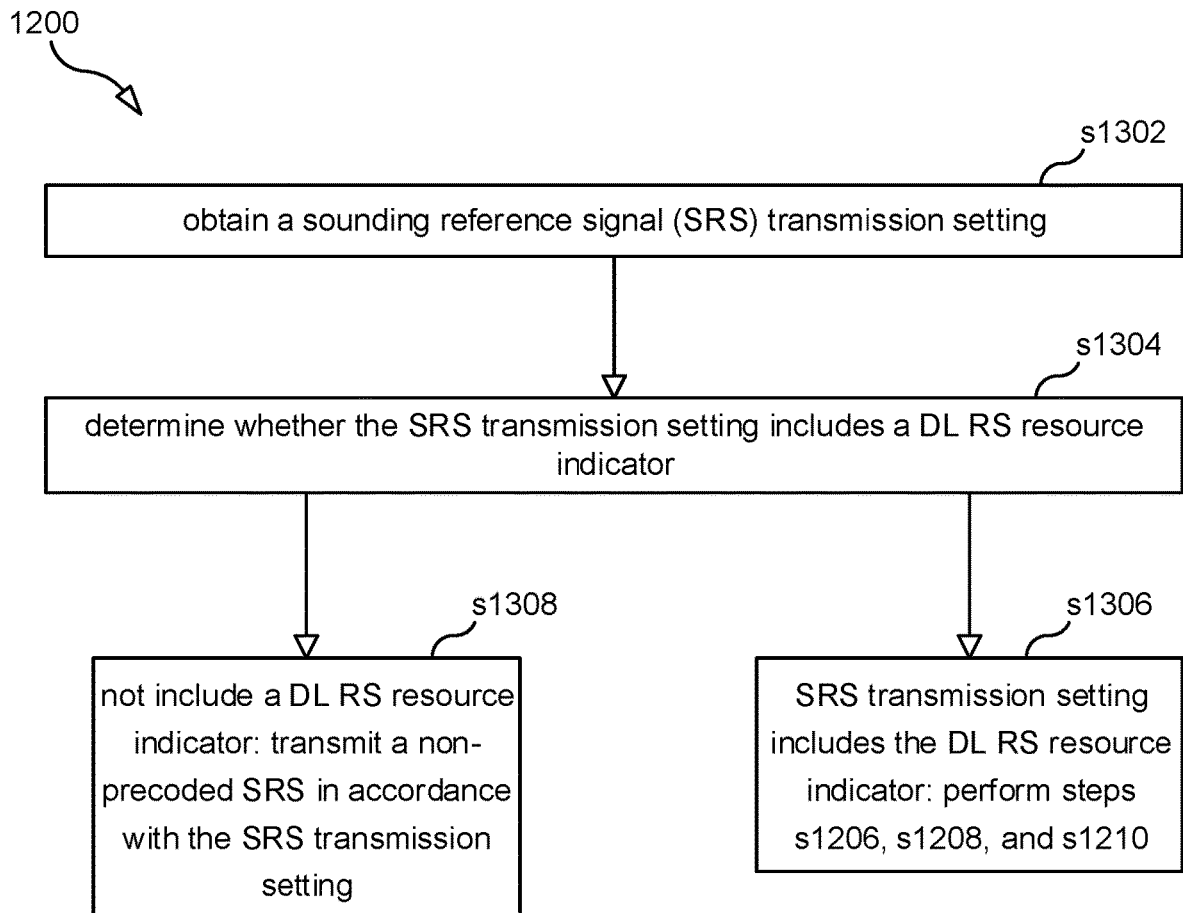 1200
s1302
obtain a sounding reference signal (SRS) transmission setting
s1304
determine whether the SRS transmission setting includes a DL RS resource
indicator
s1308
not include a DL RS resource
indicator: transmit a non-
precoded SRS in accordance
with the SRS transmission
setting
s1306
SRS transmission setting
includes the DL RS resource
indicator: perform steps
s1206, s1208, and s1210